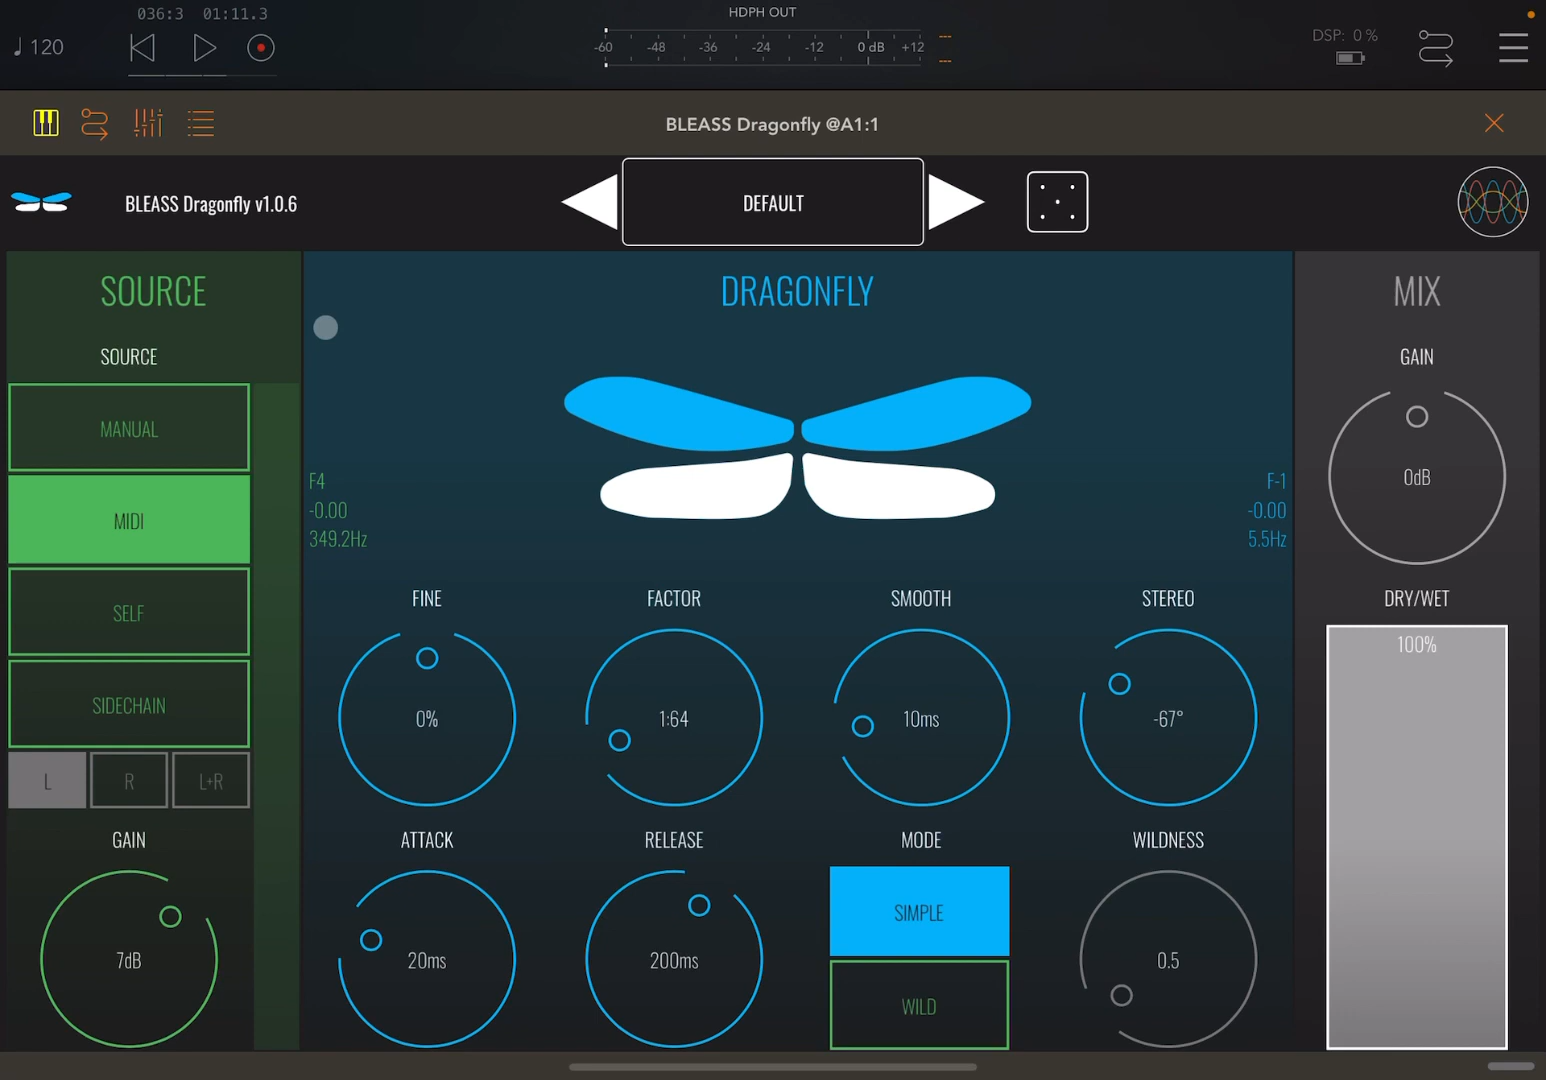 036:3 01:11.3
HDPH OUT
♩ 120
-60 -48 -36 -24 -12 0 dB +12
---
---
DSP: 0 %
BLEASS Dragonfly @A1:1
BLEASS Dragonfly v1.0.6
DEFAULT
SOURCE
DRAGONFLY
MIX
SOURCE
GAIN
MANUAL
MIDI
SELF
SIDECHAIN
L R L+R
GAIN
7dB
F4
-0.00
349.2Hz
F-1
-0.00
5.5Hz
FINE FACTOR SMOOTH STEREO
0% 1:64 10ms -67°
ATTACK RELEASE MODE WILDNESS
20ms 200ms SIMPLE 0.5
WILD
0dB
DRY/WET
100%